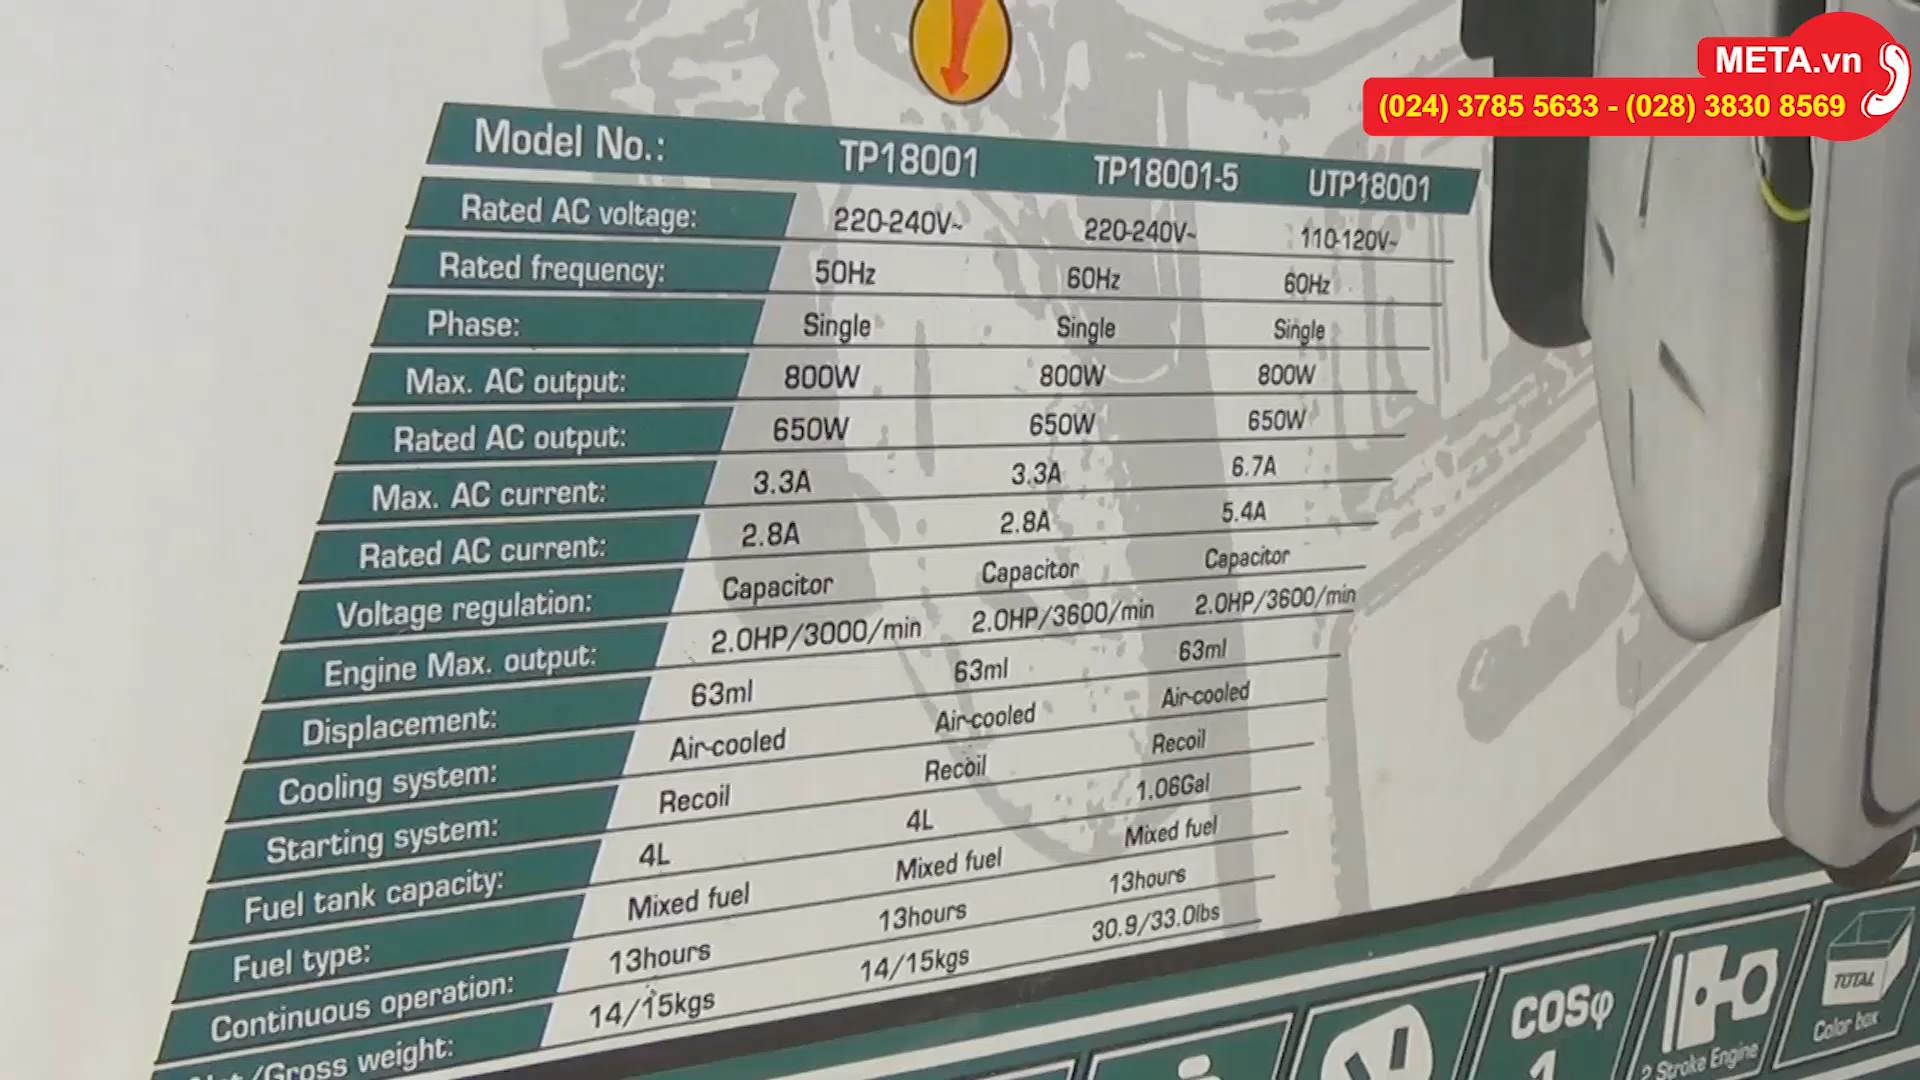 META.vn
(024) 3785 5633 - (028) 3830 8569
Model No.: TP18001 TP18001-5 UTP18001
Rated AC voltage: 220-240V~ 220-240V~ 110-120V~
Rated frequency: 50Hz 60Hz 60Hz
Phase: Single Single Single
Max. AC output: 800W 800W 800W
Rated AC output: 650W 650W 650W
Max. AC current: 3.3A 3.3A 6.7A
Rated AC current: 2.8A 2.8A 5.4A
Voltage regulation: Capacitor Capacitor Capacitor
Engine Max. output: 2.0HP/3000/min 2.0HP/3600/min 2.0HP/3600/min
Displacement: 63ml 63ml 63ml
Cooling system: Air-cooled Air-cooled Air-cooled
Starting system: Recoil Recoil Recoil
Fuel tank capacity: 4L 4L 1.06Gal
Fuel type: Mixed fuel Mixed fuel Mixed fuel
Continuous operation: 13hours 13hours 13hours
Net/Gross weight: 14/15kgs 14/15kgs 30.9/33.0lbs
COSφ
1
2 Stroke Engine
TOTAL
Color box